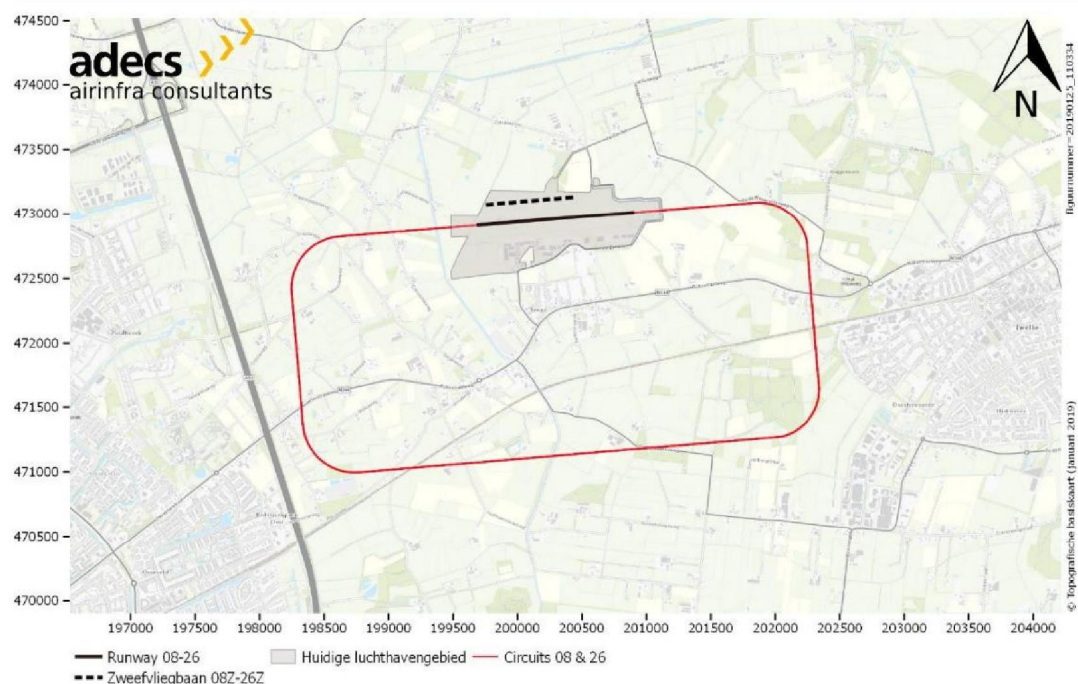 474500
474000
473500
473000
472500
472000
471500
471000
470500
470000
adecs
airinfra consultants
N
figuurnummer=20190125_110334
© Topografische basiskaart (januari 2019)
Twello
197000 197500 198000 198500 199000 199500 200000 200500 201000 201500 202000 202500 203000 203500 204000
Runway 08-26 Huidige luchthavengebied Circuits 08 & 26
Zweefvliegbaan 08Z-26Z